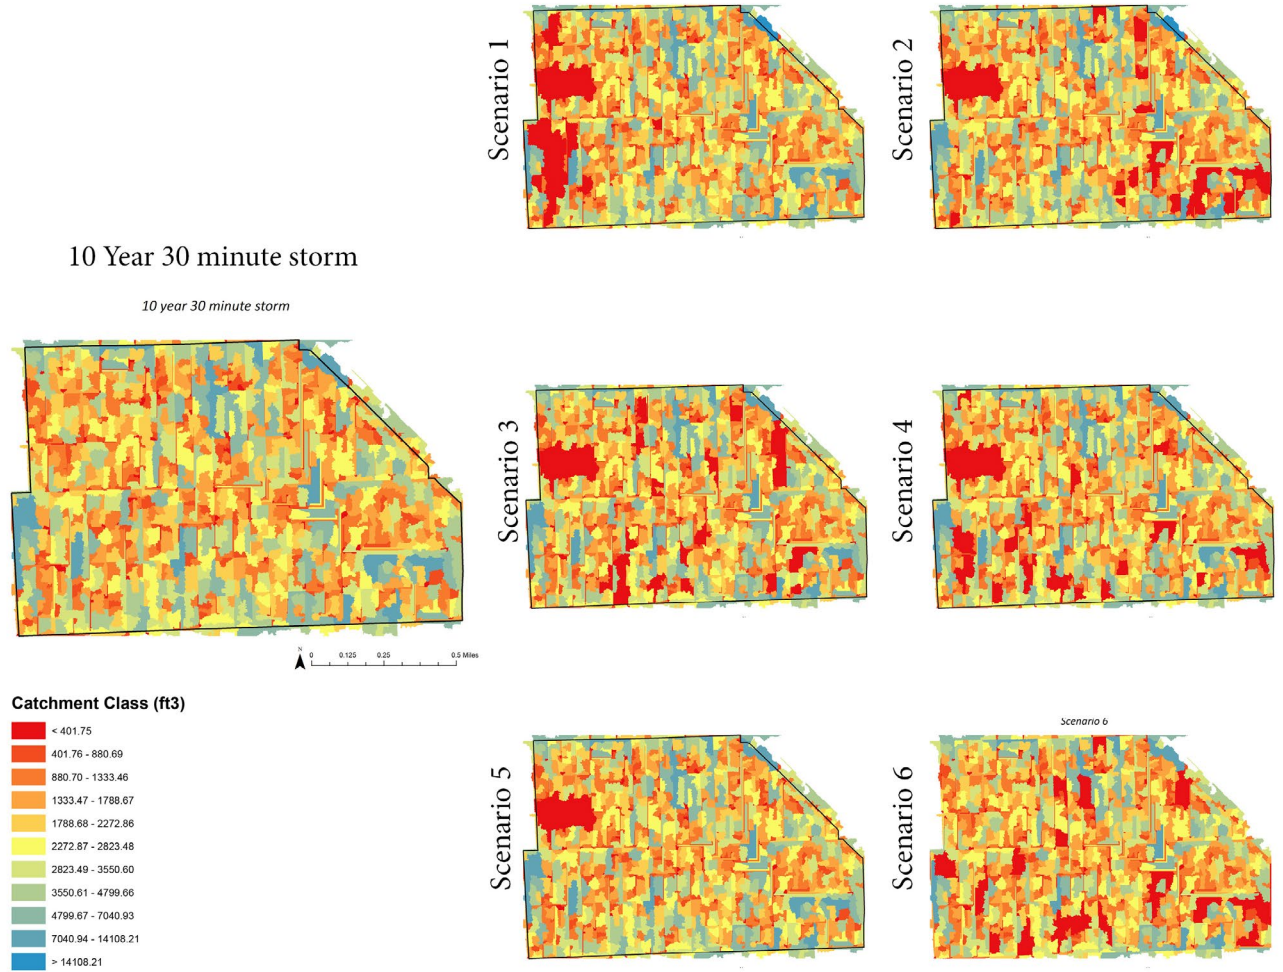 Scenario 1
Scenario 2
10 Year 30 minute storm
10 year 30 minute storm
Scenario 3
Scenario 4
N
0 0.125 0.25 0.5 Miles
Catchment Class (ft3)
< 401.75
401.76 - 880.69
880.70 - 1333.46
1333.47 - 1788.67
1788.68 - 2272.86
2272.87 - 2823.48
2823.49 - 3550.60
3550.61 - 4799.66
4799.67 - 7040.93
7040.94 - 14108.21
> 14108.21
Scenario 5
Scenario 6
Scenario 6